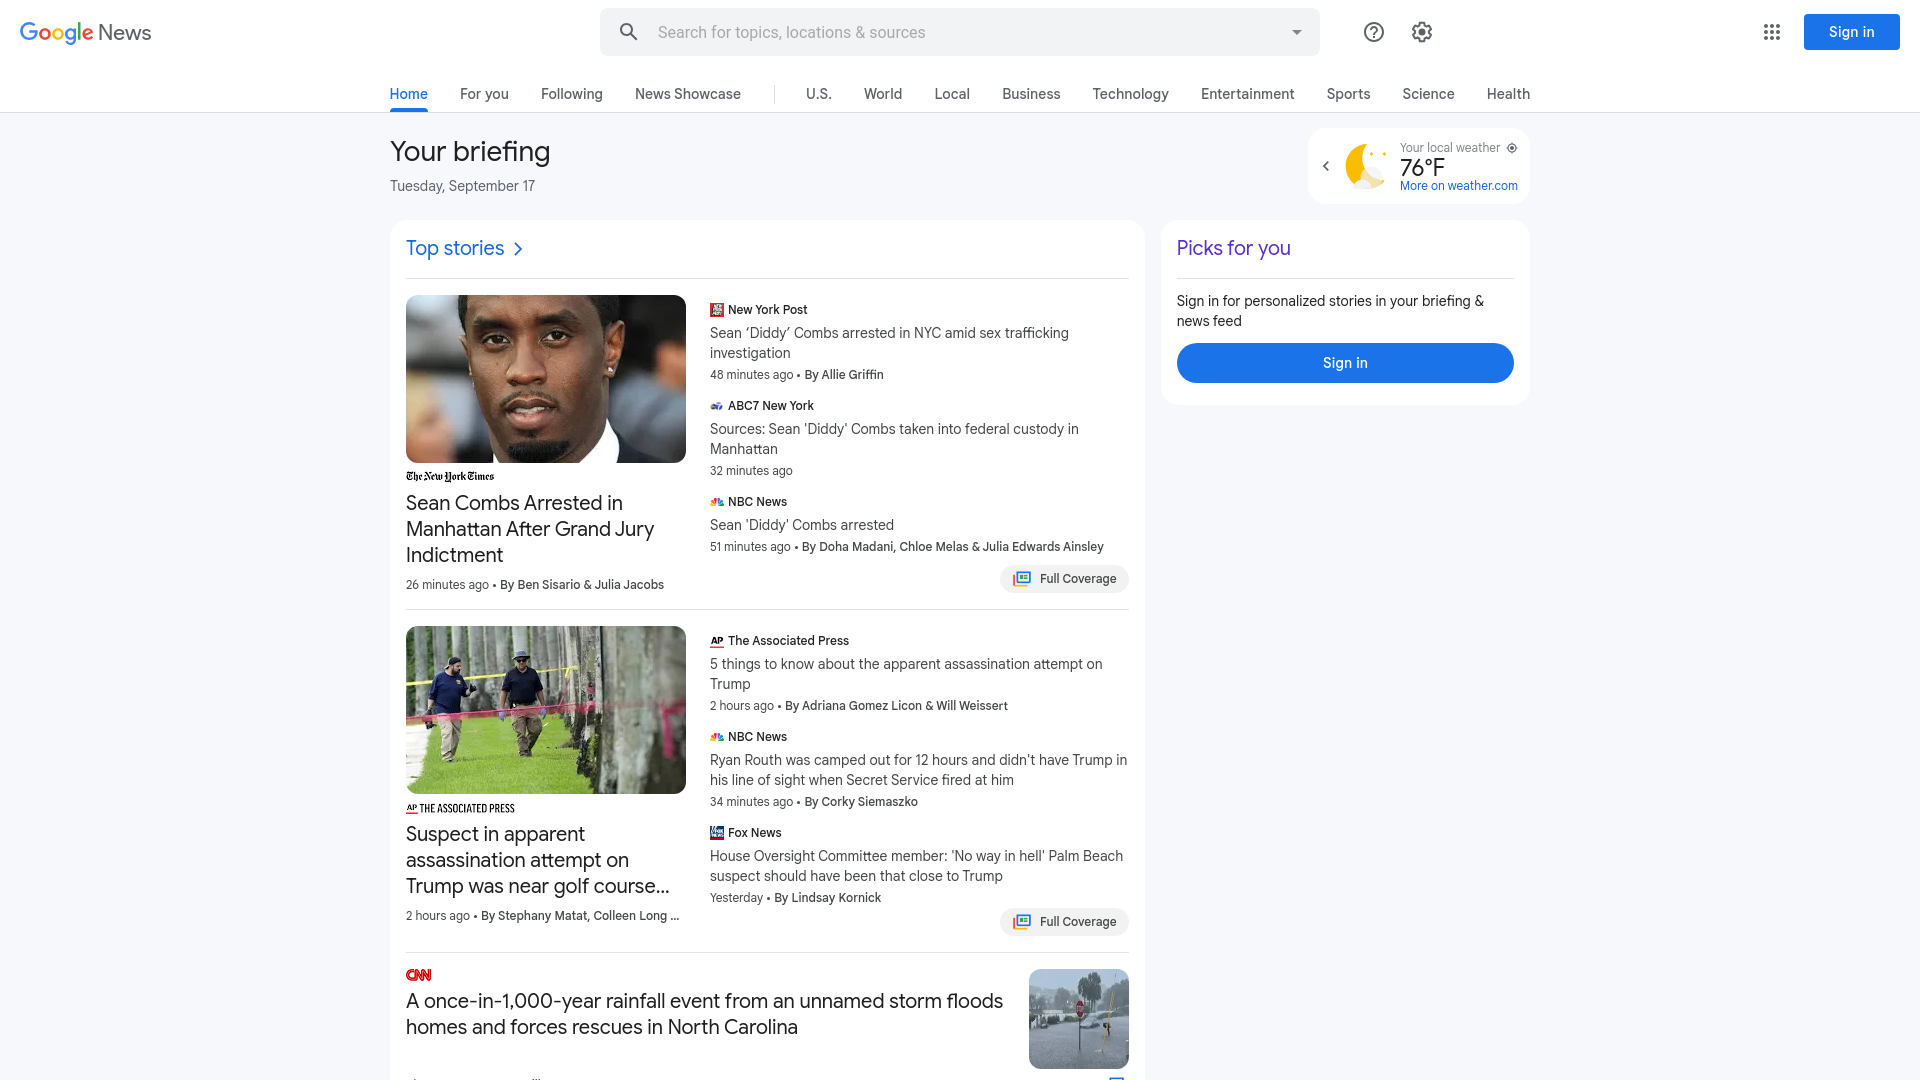 Google News
Search for topics, locations & sources
Sign in
Home
For you
Following
News Showcase
U.S.
World
Local
Business
Technology
Entertainment
Sports
Science
Health
Your briefing
Tuesday, September 17
Your local weather
76°F
More on weather.com
Top stories
The New York Times
Sean Combs Arrested in
Manhattan After Grand Jury
Indictment
26 minutes ago • By Ben Sisario & Julia Jacobs
New York Post
Sean ‘Diddy’ Combs arrested in NYC amid sex trafficking
investigation
48 minutes ago • By Allie Griffin
ABC7 New York
Sources: Sean 'Diddy' Combs taken into federal custody in
Manhattan
32 minutes ago
NBC News
Sean 'Diddy' Combs arrested
51 minutes ago • By Doha Madani, Chloe Melas & Julia Edwards Ainsley
Full Coverage
AP THE ASSOCIATED PRESS
Suspect in apparent
assassination attempt on
Trump was near golf course...
2 hours ago • By Stephany Matat, Colleen Long ...
AP The Associated Press
5 things to know about the apparent assassination attempt on
Trump
2 hours ago • By Adriana Gomez Licon & Will Weissert
NBC News
Ryan Routh was camped out for 12 hours and didn't have Trump in
his line of sight when Secret Service fired at him
34 minutes ago • By Corky Siemaszko
Fox News
House Oversight Committee member: 'No way in hell' Palm Beach
suspect should have been that close to Trump
Yesterday • By Lindsay Kornick
Full Coverage
CNN
A once-in-1,000-year rainfall event from an unnamed storm floods
homes and forces rescues in North Carolina
Picks for you
Sign in for personalized stories in your briefing &
news feed
Sign in